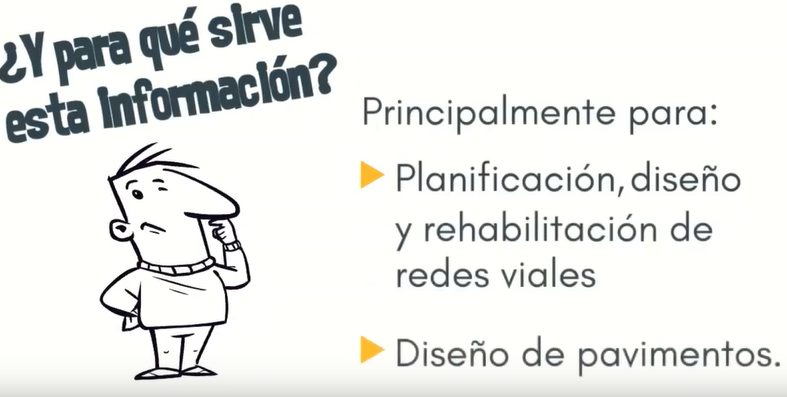 ¿Y para qué sirve
esta información?
Principalmente para:
Planificación, diseño
y rehabilitación de
redes viales
Diseño de pavimentos.